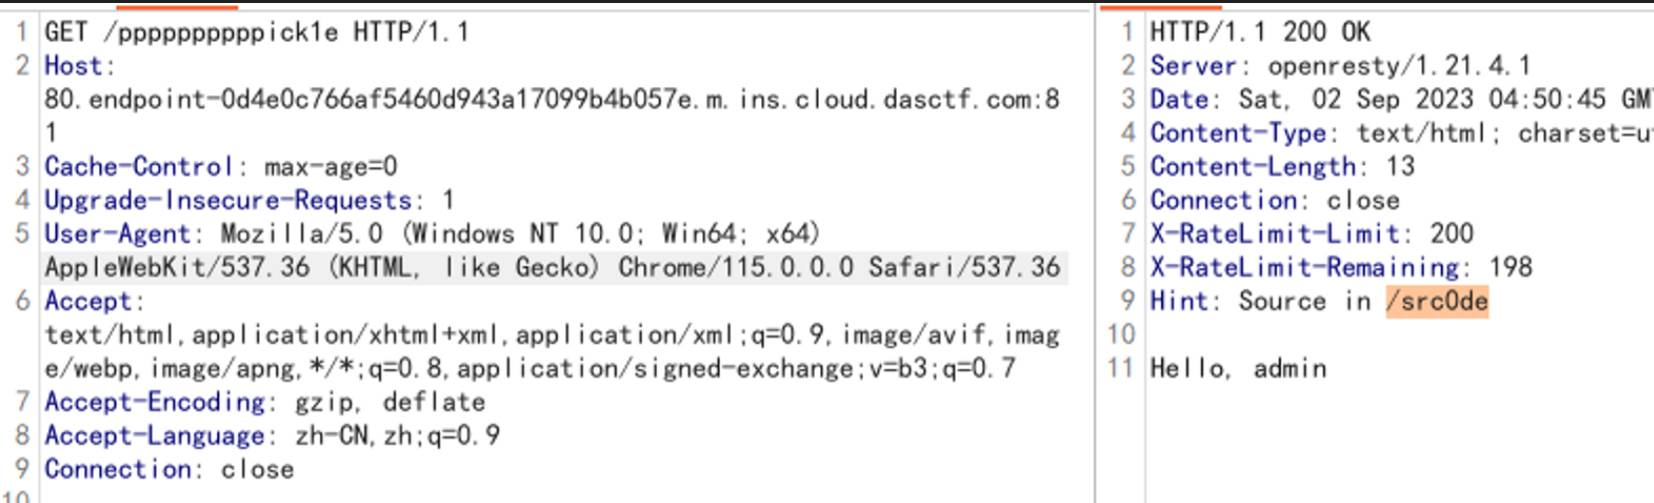 1 GET /ppppppppppick1e HTTP/1.1
2 Host:
80.endpoint-0d4e0c766af5460d943a17099b4b057e.m.ins.cloud.dasctf.com:8
1
3 Cache-Control: max-age=0
4 Upgrade-Insecure-Requests: 1
5 User-Agent: Mozilla/5.0 (Windows NT 10.0; Win64; x64)
AppleWebKit/537.36 (KHTML, like Gecko) Chrome/115.0.0.0 Safari/537.36
6 Accept:
text/html,application/xhtml+xml,application/xml;q=0.9,image/avif,imag
e/webp,image/apng,*/*;q=0.8,application/signed-exchange;v=b3;q=0.7
7 Accept-Encoding: gzip, deflate
8 Accept-Language: zh-CN,zh;q=0.9
9 Connection: close
10
1 HTTP/1.1 200 OK
2 Server: openresty/1.21.4.1
3 Date: Sat, 02 Sep 2023 04:50:45 GM
4 Content-Type: text/html; charset=u
5 Content-Length: 13
6 Connection: close
7 X-RateLimit-Limit: 200
8 X-RateLimit-Remaining: 198
9 Hint: Source in /src0de
10
11 Hello, admin